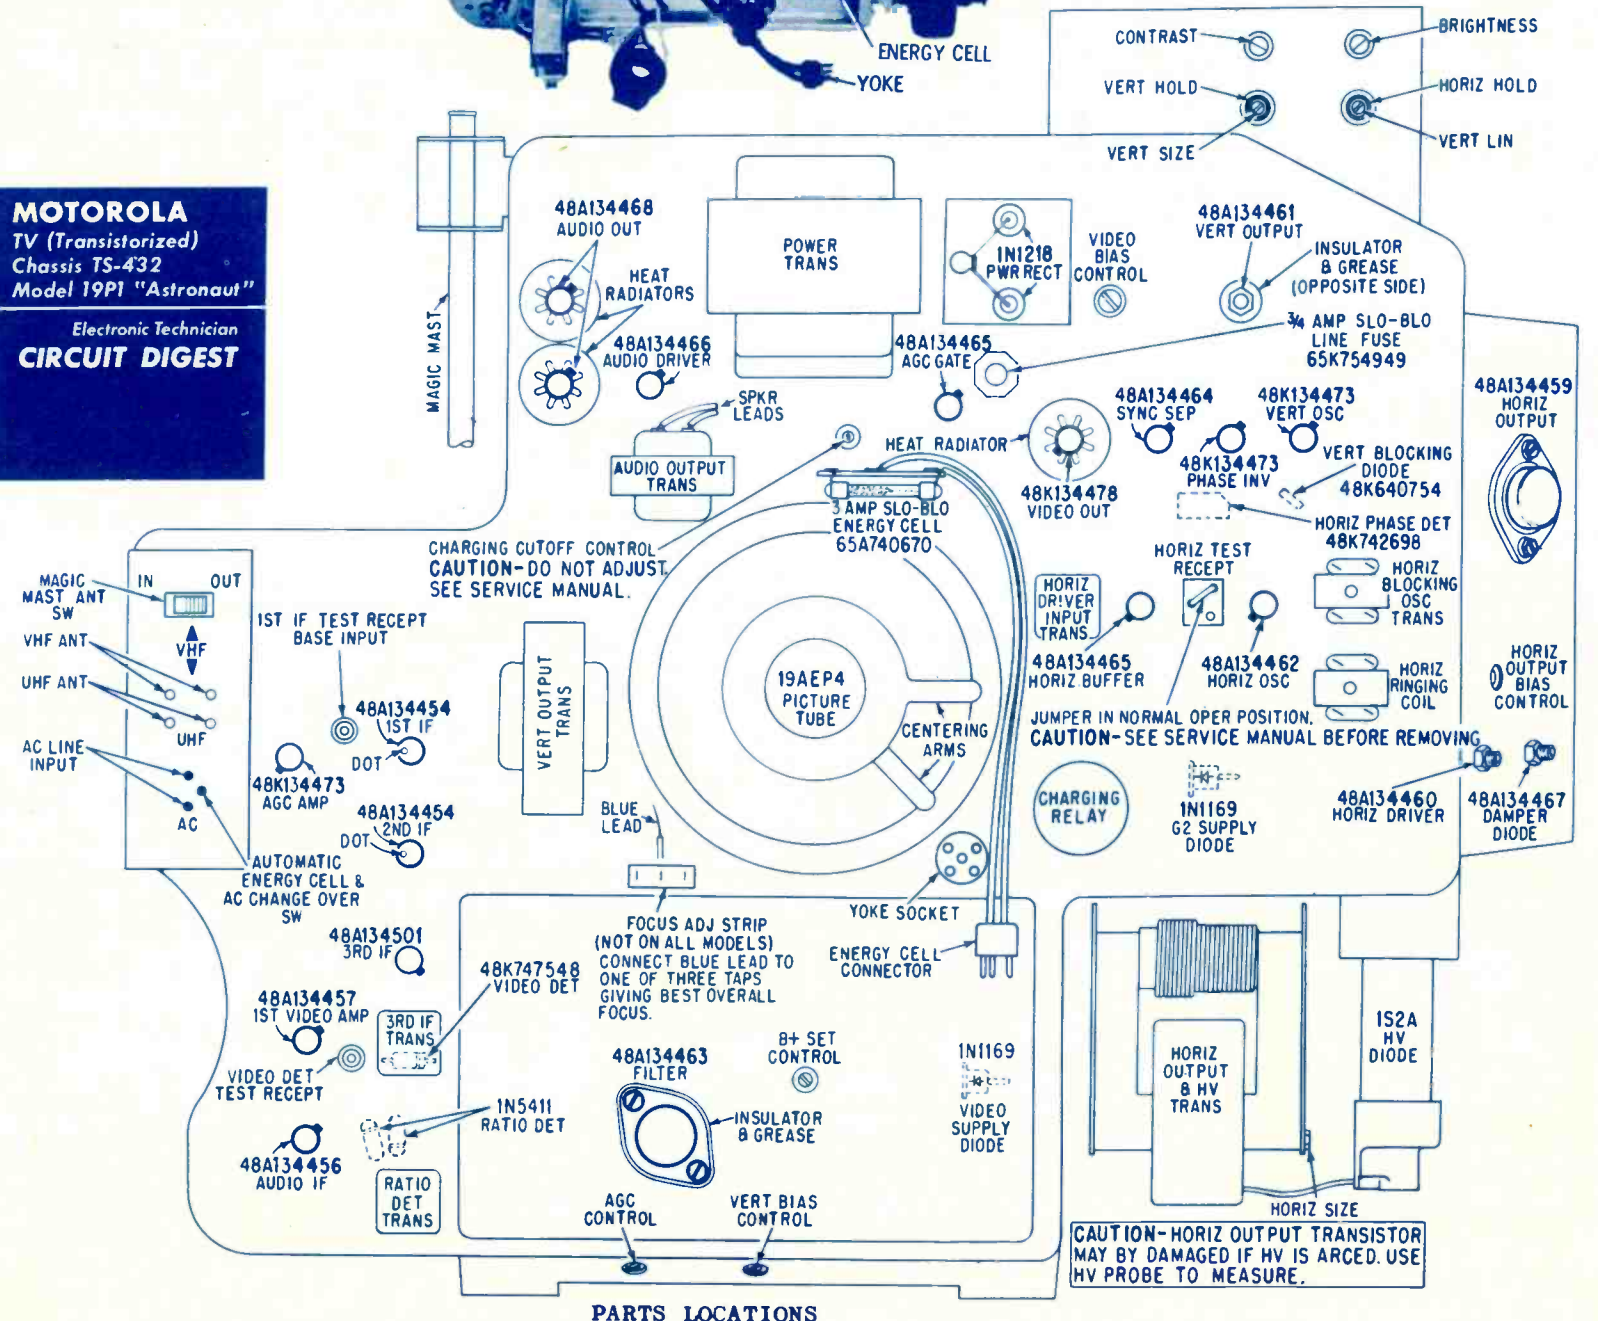 ENERGY CELL
YOKE
CONTRAST
BRIGHTNESS
VERT HOLD
HORIZ HOLD
VERT SIZE
VERT LIN
MOTOROLA
TV (Transistorized)
Chassis TS-432
Model 19P1 "Astronaut"
Electronic Technician
CIRCUIT DIGEST
MAGIC MAST
48A134468
AUDIO OUT
HEAT
RADIATORS
48A134466
AUDIO DRIVER
POWER
TRANS
1N1218
PWR RECT
VIDEO
BIAS
CONTROL
48A134461
VERT OUTPUT
INSULATOR
& GREASE
(OPPOSITE SIDE)
3/4 AMP SLO-BLO
LINE FUSE
65K754949
48A134465
AGC GATE
SPKR
LEADS
AUDIO OUTPUT
TRANS
HEAT RADIATOR
48K134478
VIDEO OUT
48A134464
SYNC SEP
48K134473
VERT OSC
48K134473
PHASE INV
VERT BLOCKING
DIODE
48K640754
HORIZ PHASE DET
48K742698
48A134459
HORIZ
OUTPUT
3 AMP SLO-BLO
ENERGY CELL
65A740670
CHARGING CUTOFF CONTROL
CAUTION-DO NOT ADJUST.
SEE SERVICE MANUAL.
HORIZ TEST
RECEPT
HORIZ
DRIVER
INPUT
TRANS
48A134465
HORIZ BUFFER
48A134462
HORIZ OSC
HORIZ
BLOCKING
OSC
TRANS
HORIZ
RINGING
COIL
HORIZ
OUTPUT
BIAS
CONTROL
JUMPER IN NORMAL OPER POSITION.
CAUTION-SEE SERVICE MANUAL BEFORE REMOVING
MAGIC
MAST ANT
SW
IN
OUT
VHF
VHF ANT
UHF ANT
UHF
AC LINE
INPUT
AC
AUTOMATIC
ENERGY CELL &
AC CHANGE OVER
SW
1ST IF TEST RECEPT
BASE INPUT
48A134454
1ST IF
DOT
48K134473
AGC AMP
48A134454
2ND IF
DOT
VERT OUTPUT
TRANS
19AEP4
PICTURE
TUBE
CENTERING
ARMS
CHARGING
RELAY
1N1169
G2 SUPPLY
DIODE
48A134460
HORIZ DRIVER
48A134467
DAMPER
DIODE
BLUE
LEAD
FOCUS ADJ STRIP
(NOT ON ALL MODELS)
CONNECT BLUE LEAD TO
ONE OF THREE TAPS
GIVING BEST OVERALL
FOCUS.
YOKE SOCKET
ENERGY CELL
CONNECTOR
48A134501
3RD IF
48K747548
VIDEO DET
48A134457
1ST VIDEO AMP
3RD IF
TRANS
VIDEO DET
TEST RECEPT
1N5411
RATIO DET
48A134456
AUDIO IF
RATIO
DET
TRANS
48A134463
FILTER
INSULATOR
& GREASE
B+ SET
CONTROL
1N1169
VIDEO
SUPPLY
DIODE
AGC
CONTROL
VERT BIAS
CONTROL
HORIZ
OUTPUT
& HV
TRANS
1S2A
HV
DIODE
HORIZ SIZE
CAUTION-HORIZ OUTPUT TRANSISTOR
MAY BY DAMAGED IF HV IS ARCED. USE
HV PROBE TO MEASURE.
PARTS LOCATIONS